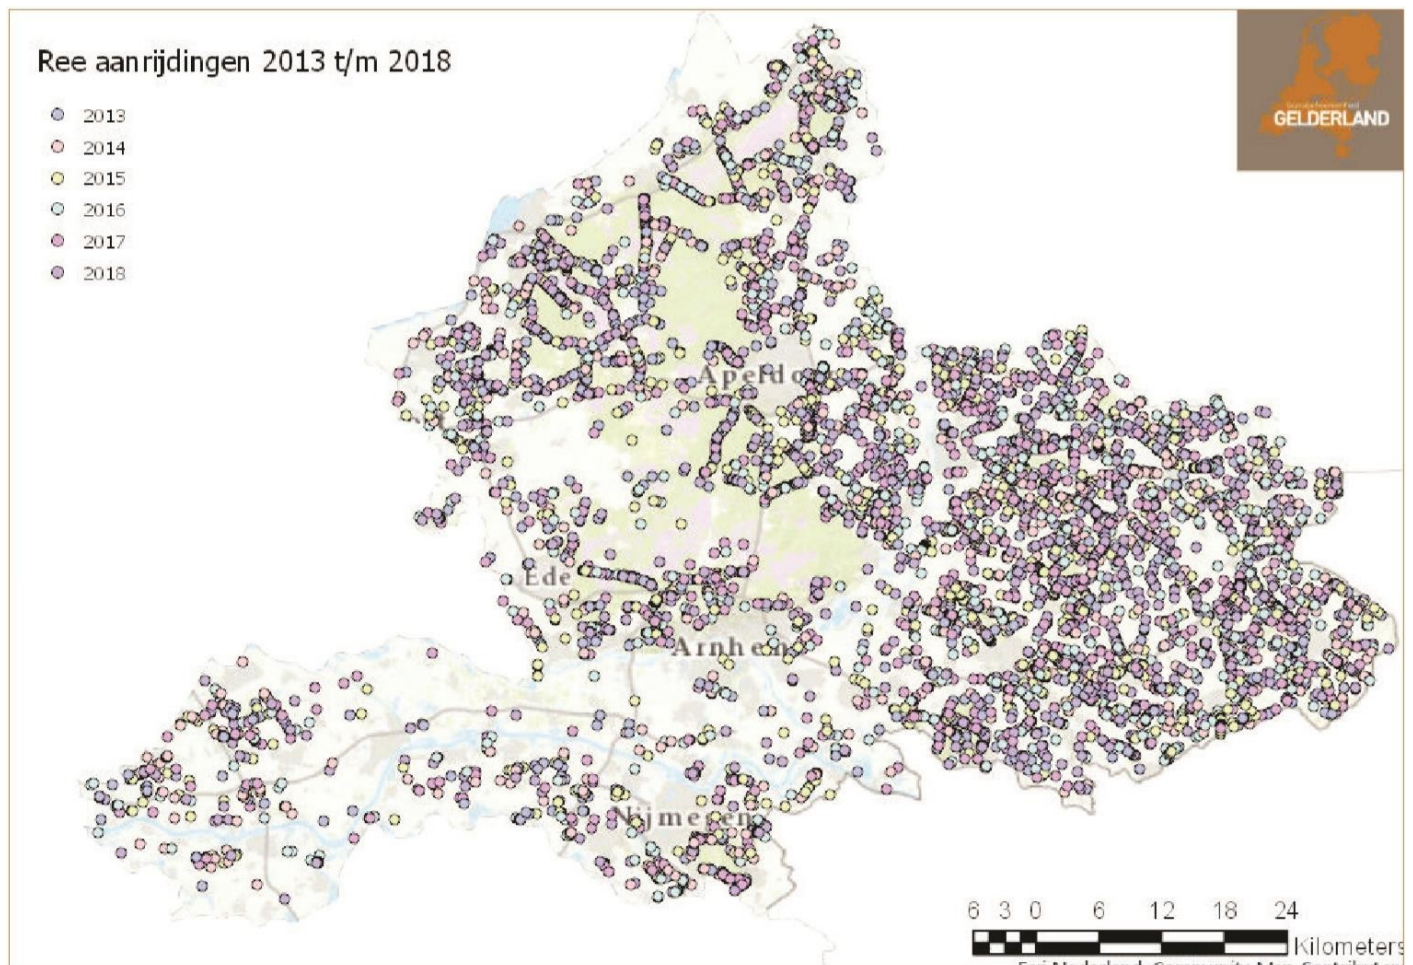 Ree aanrijdingen 2013 t/m 2018
2013
2014
2015
2016
2017
2018
GELDERLAND
Apeldo
Ede
Arnhem
Nijmegen
6 3 0 6 12 18 24
Kilometers